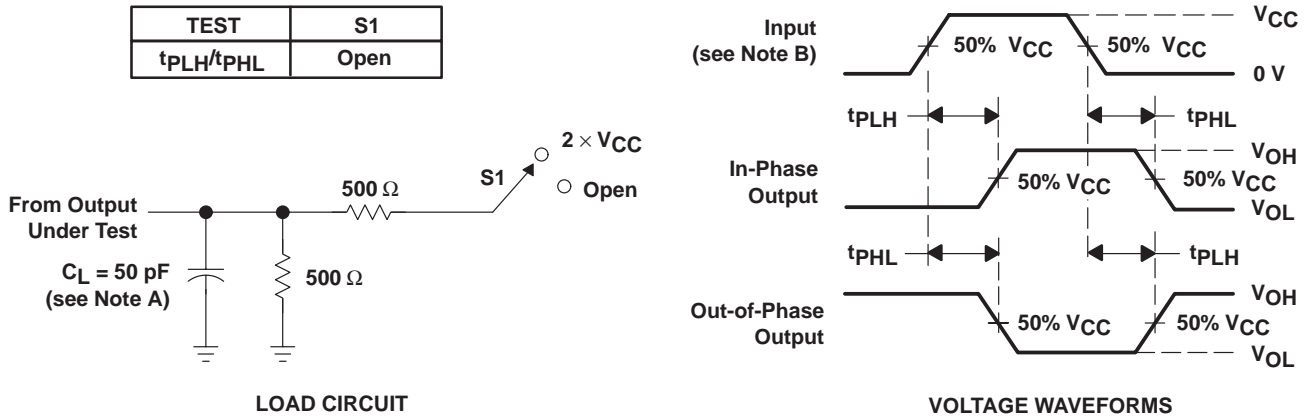 TEST S1
tPLH/tPHL Open
2 × VCC
S1
Open
500 Ω
From Output
Under Test
CL = 50 pF
(see Note A)
500 Ω
LOAD CIRCUIT
Input
(see Note B)
VCC
50% VCC
50% VCC
0 V
tPLH
tPHL
In-Phase
Output
VOH
50% VCC
50% VCC
VOL
tPHL
tPLH
Out-of-Phase
Output
VOH
50% VCC
50% VCC
VOL
VOLTAGE WAVEFORMS